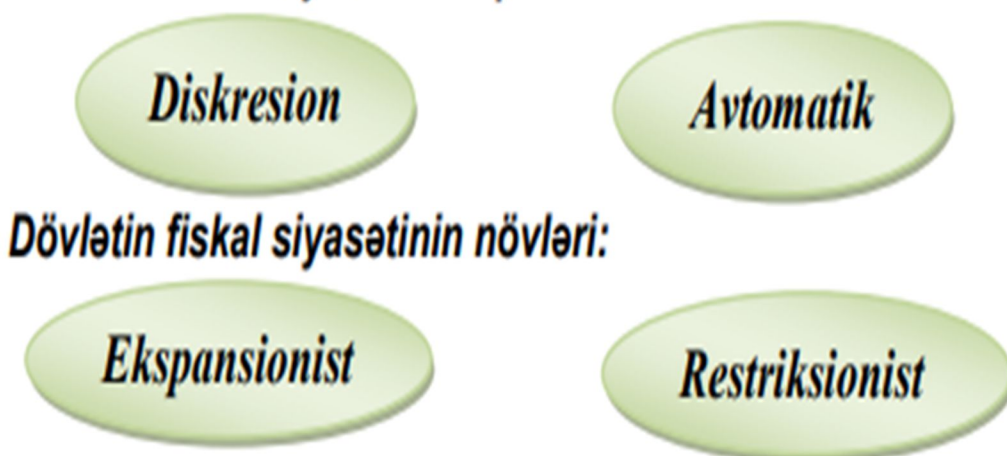 Diskresion
Avtomatik
Dövlətin fiskal siyasətinin növləri:
Ekspansionist
Restriksionist